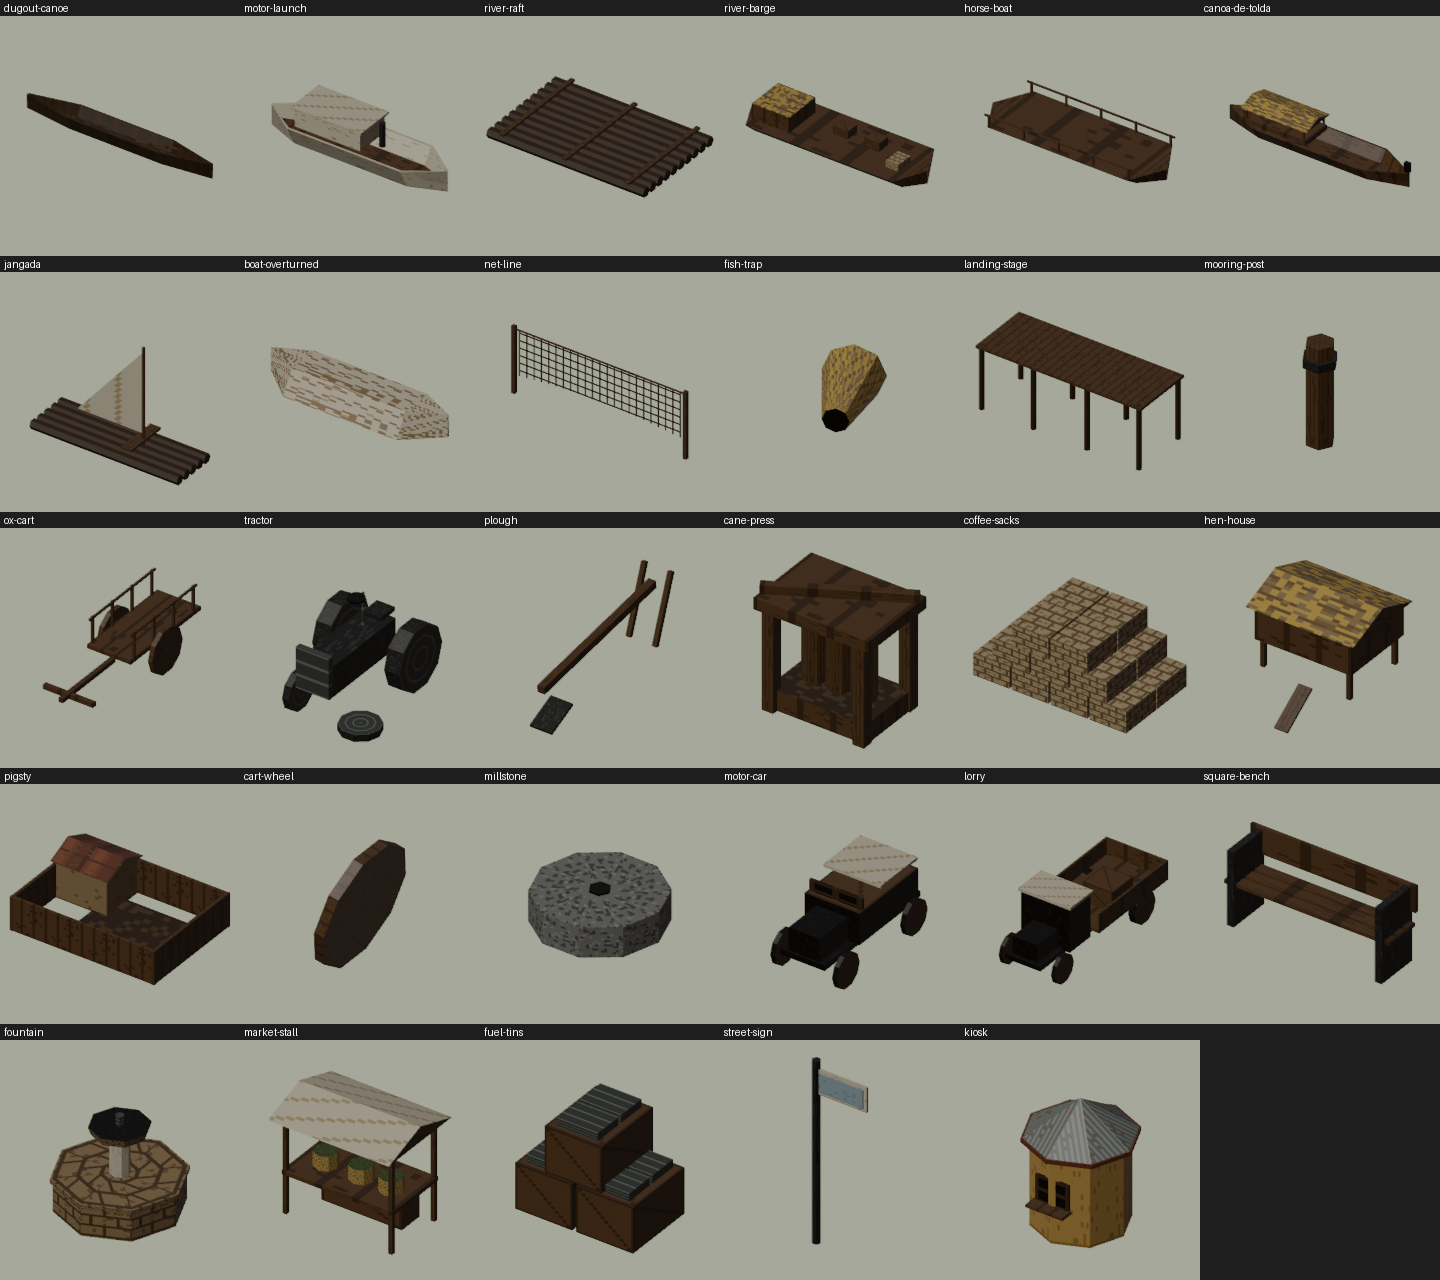 dugout-canoe
motor-launch
river-raft
river-barge
horse-boat
canoa-de-tolda
jangada
boat-overturned
net-line
fish-trap
landing-stage
mooring-post
ox-cart
tractor
plough
cane-press
coffee-sacks
hen-house
pigsty
cart-wheel
millstone
motor-car
lorry
square-bench
fountain
market-stall
fuel-tins
street-sign
kiosk